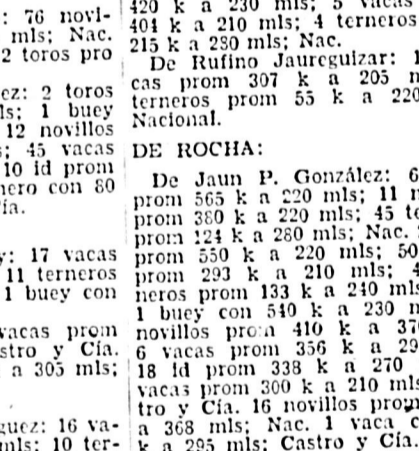 : 76 novi-
mls; Nac.
2 toros pro
ez: 2 toros
ls; 1 buey
12 novillos
s; 45 vacas
10 id prom
nero con 80
ía.
y: 17 vacas
11 terneros
1 buey con
vacas prom
stro y Cía.
a 305 mls;
guez: 16 va-
mls; 10 ter-
420 k a 230 mls; 5 vacas
404 k a 210 mls; 4 terneros
215 k a 230 mls; Nac.
De Rufino Jaureguizar: 1
cas prom 307 k a 205 m
terneros prom 55 k a 220
Nacional.
DE ROCHA:
De Jaun P. González: 6
prom 565 k a 220 mls; 11 n
prom 380 k a 220 mls; 45 te
prom 124 k a 280 mls; Nac.
prom 550 k a 220 mls; 50
prom 293 k a 210 mls; 4
neros prom 133 k a 240 mls
1 buey con 540 k a 230 m
novillos prom 410 k a 37
6 vacas prom 356 k a 29
18 id prom 338 k a 270
vacas prom 300 k a 210 mls
tro y Cía. 16 novillos prom
a 368 mls; Nac. 1 vaca c
k a 295 mls; Castro y Cía.